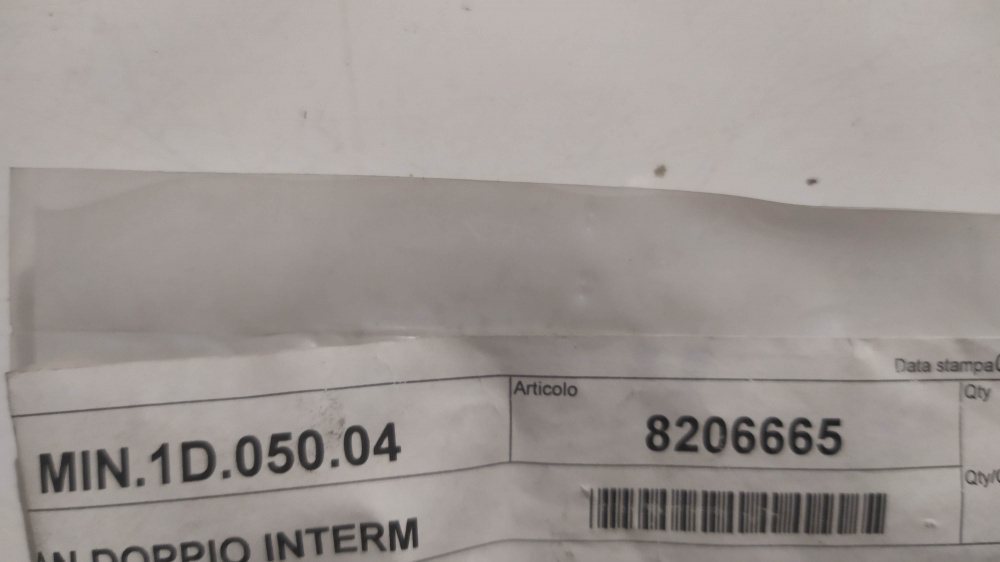 Data stampa
Articolo
Qty
MIN.1D.050.04
8206665
DOPPIO INTERM